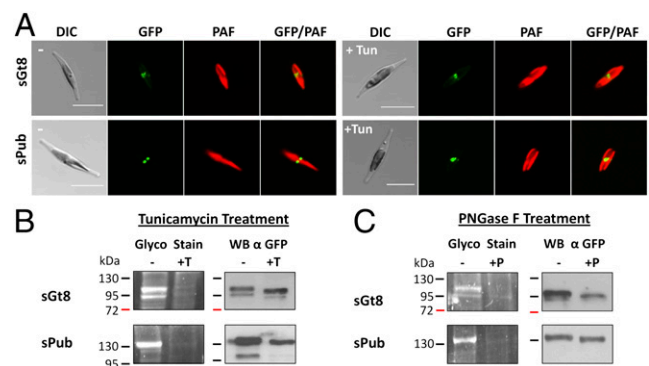 A
DIC GFP PAF GFP/PAF DIC GFP PAF GFP/PAF
sGt8 - + Tun
sPub - +Tun
B Tunicamycin Treatment
Glyco Stain WB α GFP
kDa - +T - +T
sGt8
130
95
72
sPub
130
95
C PNGase F Treatment
Glyco Stain WB α GFP
kDa - +P - +P
sGt8
130
95
72
sPub
130